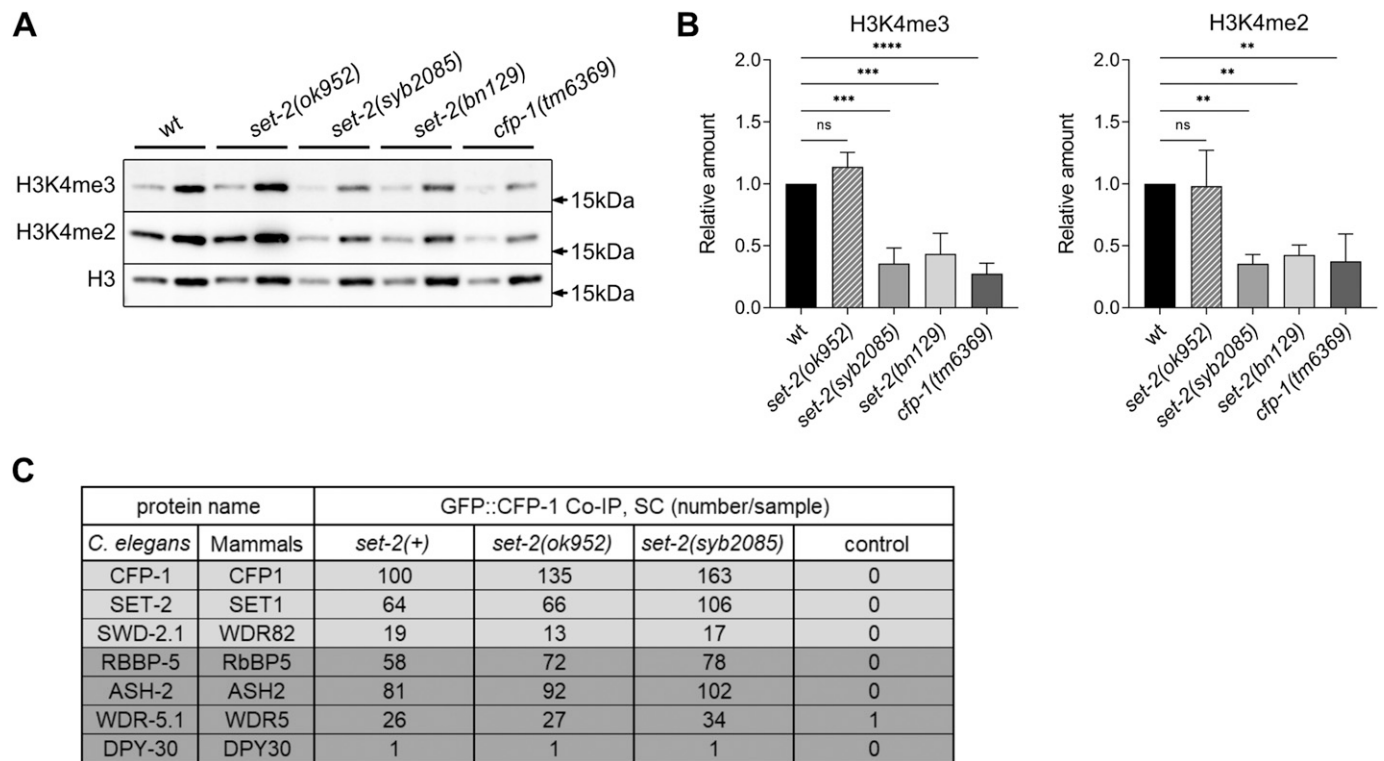 A
wt
set-2(ok952)
set-2(syb2085)
set-2(bn129)
cfp-1(tm6369)
H3K4me3
15kDa
H3K4me2
15kDa
H3
15kDa
B
H3K4me3
Relative amount
2.0
1.5
1.0
0.5
0.0
****
***
***
ns
wt
set-2(ok952)
set-2(syb2085)
set-2(bn129)
cfp-1(tm6369)
H3K4me2
Relative amount
2.0
1.5
1.0
0.5
0.0
**
**
**
ns
wt
set-2(ok952)
set-2(syb2085)
set-2(bn129)
cfp-1(tm6369)
C
protein name GFP::CFP-1 Co-IP, SC (number/sample)
C. elegans Mammals set-2(+) set-2(ok952) set-2(syb2085) control
CFP-1 CFP1 100 135 163 0
SET-2 SET1 64 66 106 0
SWD-2.1 WDR82 19 13 17 0
RBBP-5 RbBP5 58 72 78 0
ASH-2 ASH2 81 92 102 0
WDR-5.1 WDR5 26 27 34 1
DPY-30 DPY30 1 1 1 0